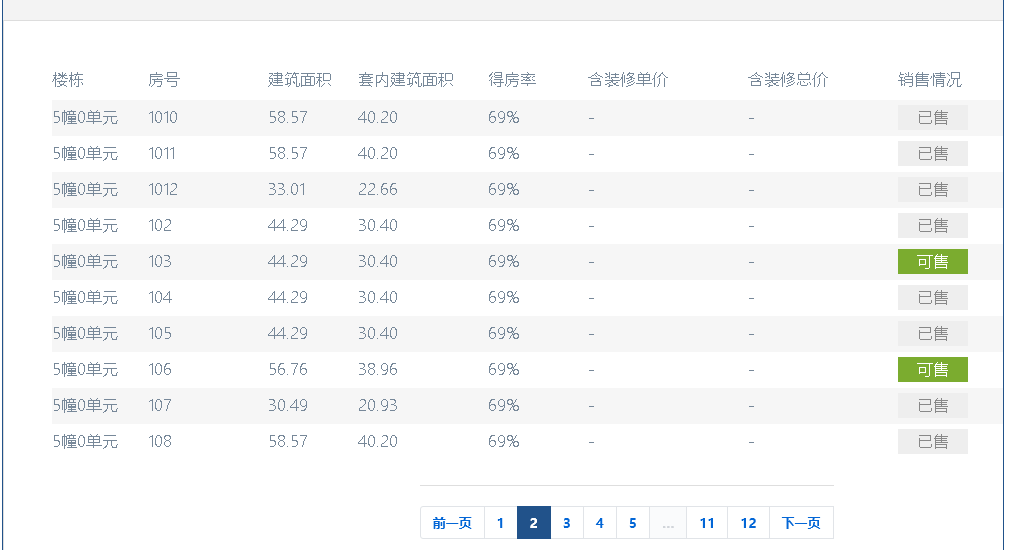 楼栋 房号 建筑面积 套内建筑面积 得房率 含装修单价 含装修总价 销售情况
5幢0单元 1010 58.57 40.20 69% - - 已售
5幢0单元 1011 58.57 40.20 69% - - 已售
5幢0单元 1012 33.01 22.66 69% - - 已售
5幢0单元 102 44.29 30.40 69% - - 已售
5幢0单元 103 44.29 30.40 69% - - 可售
5幢0单元 104 44.29 30.40 69% - - 已售
5幢0单元 105 44.29 30.40 69% - - 已售
5幢0单元 106 56.76 38.96 69% - - 可售
5幢0单元 107 30.49 20.93 69% - - 已售
5幢0单元 108 58.57 40.20 69% - - 已售
前一页 1 2 3 4 5 ... 11 12 下一页